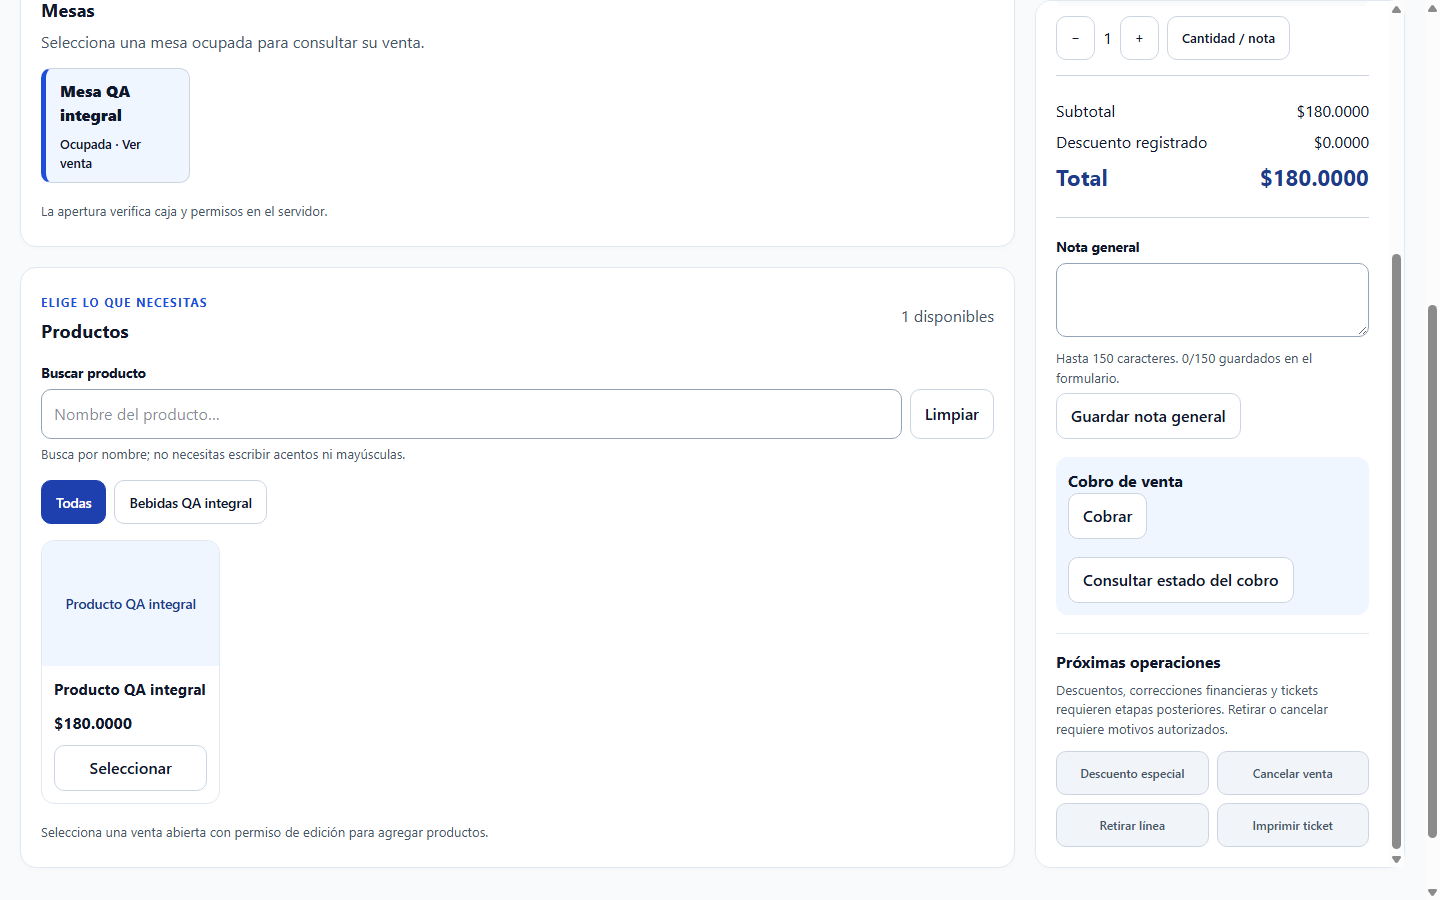 Mesas
Selecciona una mesa ocupada para consultar su venta.
Mesa QA
integral
Ocupada · Ver
venta
La apertura verifica caja y permisos en el servidor.
ELIGE LO QUE NECESITAS
Productos
1 disponibles
Buscar producto
Nombre del producto...
Limpiar
Busca por nombre; no necesitas escribir acentos ni mayúsculas.
Todas
Bebidas QA integral
Producto QA integral
Producto QA integral
$180.0000
Seleccionar
Selecciona una venta abierta con permiso de edición para agregar productos.
− 1 + Cantidad / nota
Subtotal $180.0000
Descuento registrado $0.0000
Total $180.0000
Nota general
Hasta 150 caracteres. 0/150 guardados en el
formulario.
Guardar nota general
Cobro de venta
Cobrar
Consultar estado del cobro
Próximas operaciones
Descuentos, correcciones financieras y tickets
requieren etapas posteriores. Retirar o cancelar
requiere motivos autorizados.
Descuento especial Cancelar venta
Retirar línea Imprimir ticket